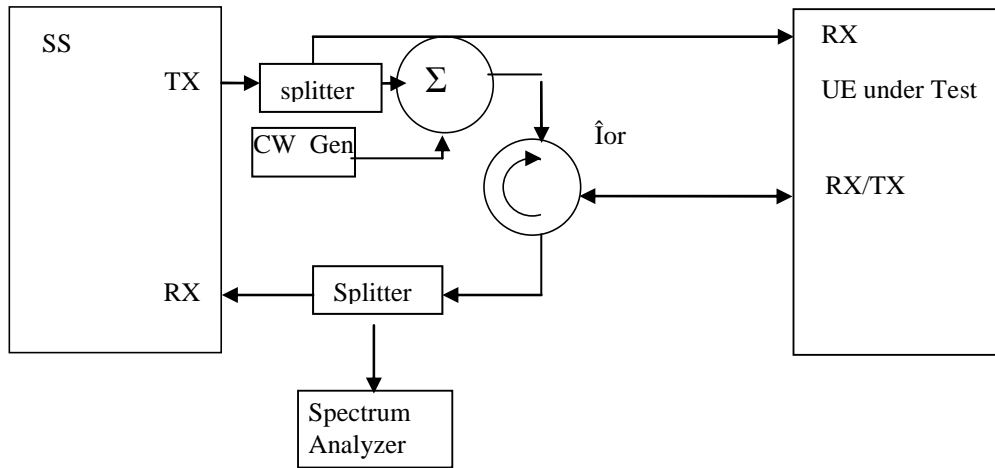 SS
TX
splitter
Σ
CW Gen
Îor
RX
UE under Test
RX/TX
RX
Splitter
Spectrum
Analyzer